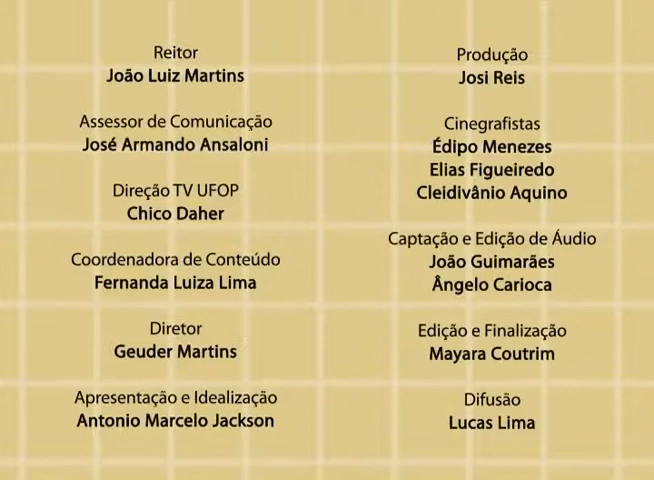 Reitor
João Luiz Martins
Assessor de Comunicação
José Armando Ansaloni
Direção TV UFOP
Chico Daher
Coordenadora de Conteúdo
Fernanda Luiza Lima
Diretor
Geuder Martins
Apresentação e Idealização
Antonio Marcelo Jackson
Produção
Josi Reis
Cinegrafistas
Édipo Menezes
Elias Figueiredo
Cleidivânio Aquino
Captação e Edição de Áudio
João Guimarães
Ângelo Carioca
Edição e Finalização
Mayara Coutrim
Difusão
Lucas Lima